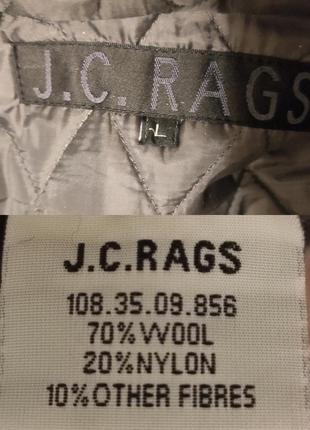 J.C. RAGS
L
J.C.RAGS
108.35.09.856
70%WOOL
20%NYLON
10%OTHER FIBRES